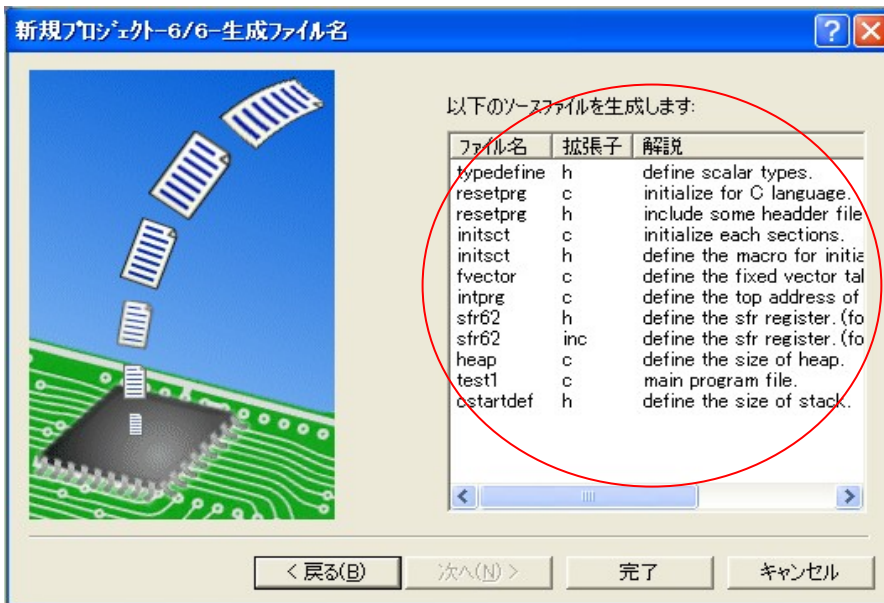 新規プロジェクト-6/6-生成ファイル名
以下のソースファイルを生成します:
ファイル名 拡張子 解説
typedefine h define scalar types.
resetprg c initialize for C language.
resetprg h include some headder file
initsct c initialize each sections.
initsct h define the macro for initia
fvector c define the fixed vector tal
intprg c define the top address of
sfr62 h define the sfr register. (fo
sfr62 inc define the sfr register. (fo
heap c define the size of heap.
test1 c main program file.
cstartdef h define the size of stack.
< 戻る(B) 次へ(N) > 完了 キャンセル